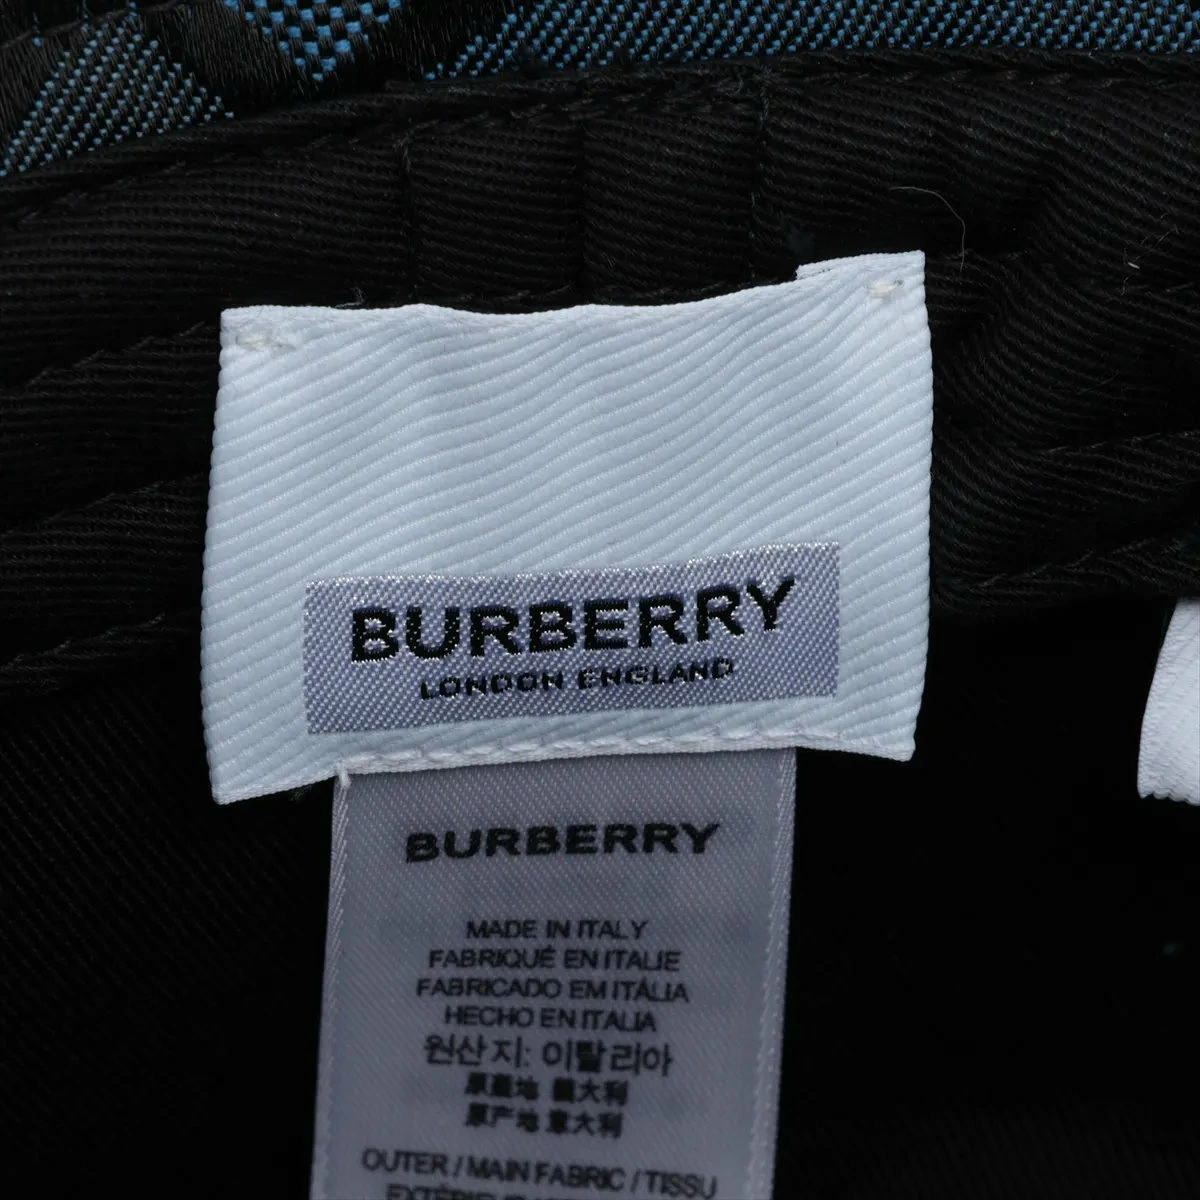 BURBERRY
LONDON ENGLAND
BURBERRY
MADE IN ITALY
FABRIQUÉ EN ITALIE
FABRICADO EM ITÁLIA
HECHO EN ITALIA
원산지: 이탈리아
原產地 義大利
原产地 意大利
OUTER / MAIN FABRIC / TISSU